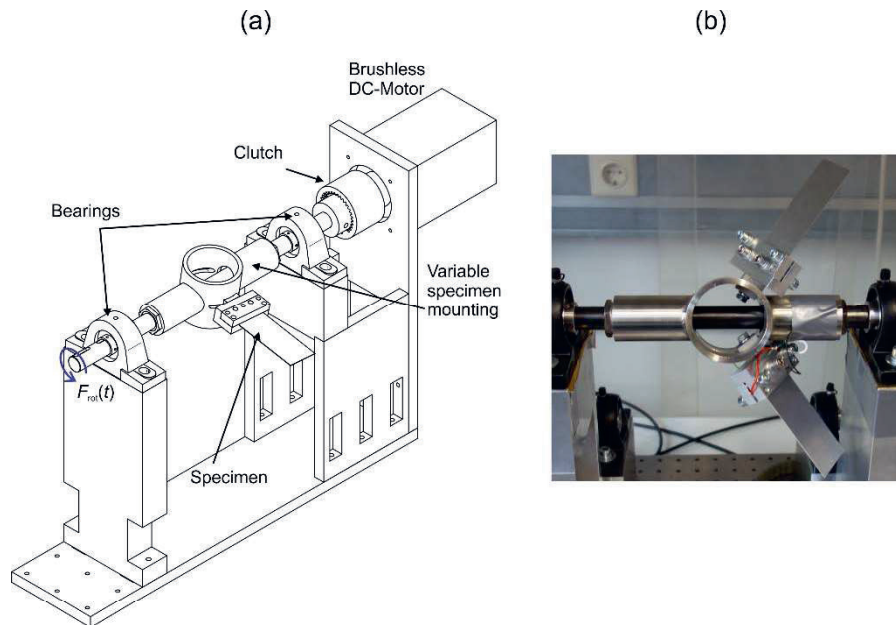 (a)
(b)
Brushless
DC-Motor
Clutch
Bearings
Variable
specimen
mounting
F_rot(t)
Specimen